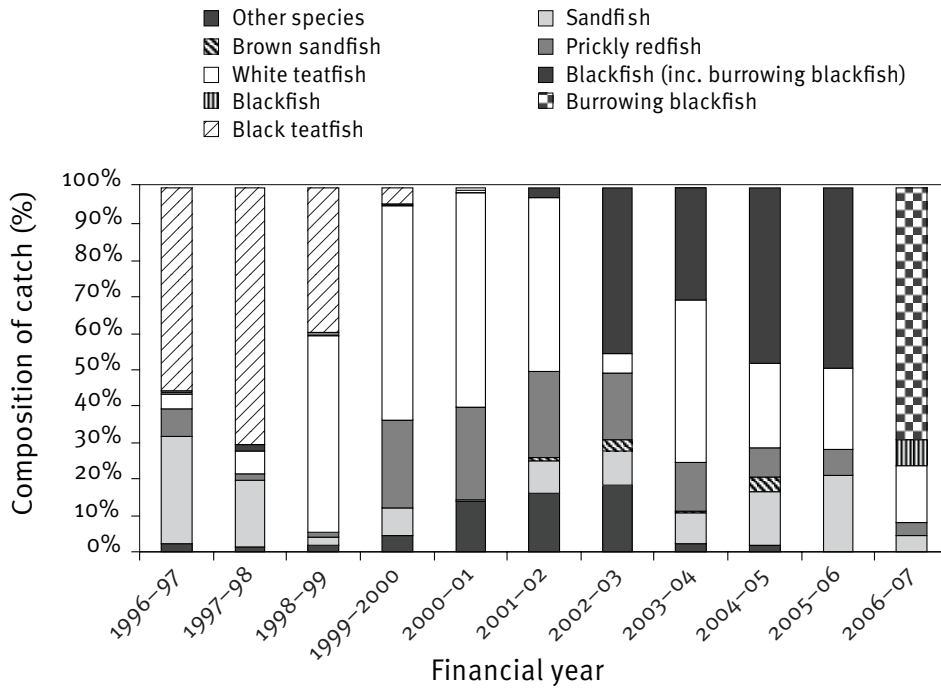 Other species
Sandfish
Brown sandfish
Prickly redfish
White teatfish
Blackfish (inc. burrowing blackfish)
Blackfish
Burrowing blackfish
Black teatfish
Composition of catch (%)
100%
90%
80%
70%
60%
50%
40%
30%
20%
10%
0%
1996–97
1997–98
1998–99
1999–2000
2000–01
2001–02
2002–03
2003–04
2004–05
2005–06
2006–07
Financial year